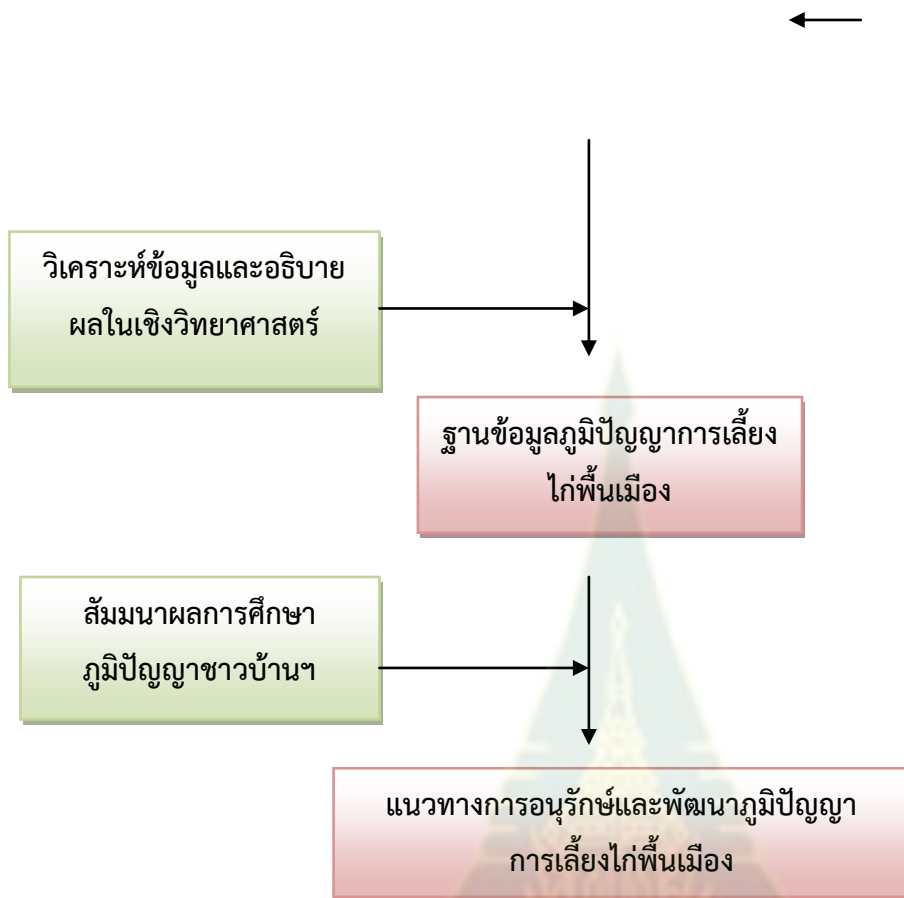 วิเคราะห์ข้อมูลและอธิบาย
ผลในเชิงวิทยาศาสตร์
ฐานข้อมูลภูมิปัญญาการเลี้ยง
ไก่พื้นเมือง
สัมมนาผลการศึกษา
ภูมิปัญญาชาวบ้านฯ
แนวทางการอนุรักษ์และพัฒนาภูมิปัญญา
การเลี้ยงไก่พื้นเมือง